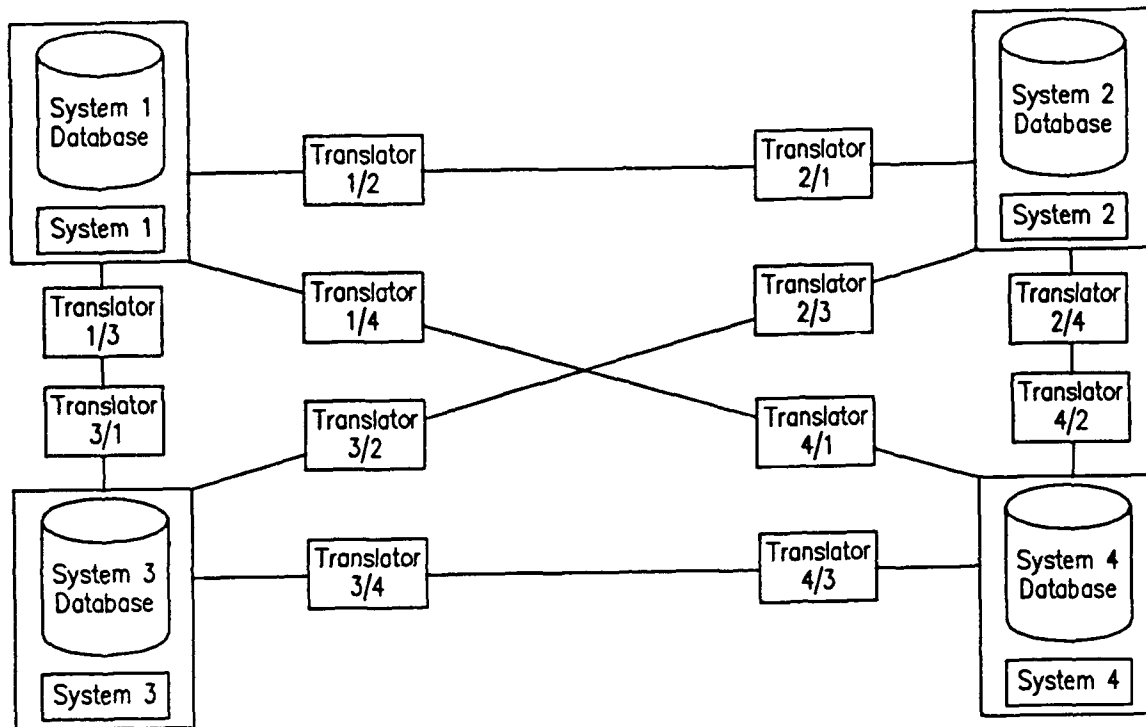 System 1
Database
System 1
Translator
1/2
Translator
2/1
System 2
Database
System 2
Translator
1/3
Translator
1/4
Translator
2/3
Translator
2/4
Translator
3/1
Translator
3/2
Translator
4/1
Translator
4/2
System 3
Database
System 3
Translator
3/4
Translator
4/3
System 4
Database
System 4